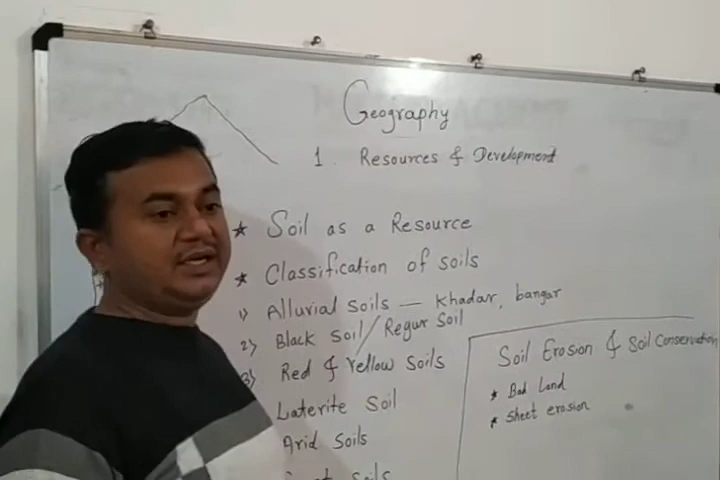 Geography
1. Resources & Development
★ Soil as a Resource
★ Classification of soils
1) Alluvial soils — Khadar, bangar
2) Black Soil / Regur Soil
3) Red & Yellow Soils
Laterite Soil
Arid Soils
soils
Soil Erosion & Soil Conservation
★ Bad Land
★ Sheet erosion